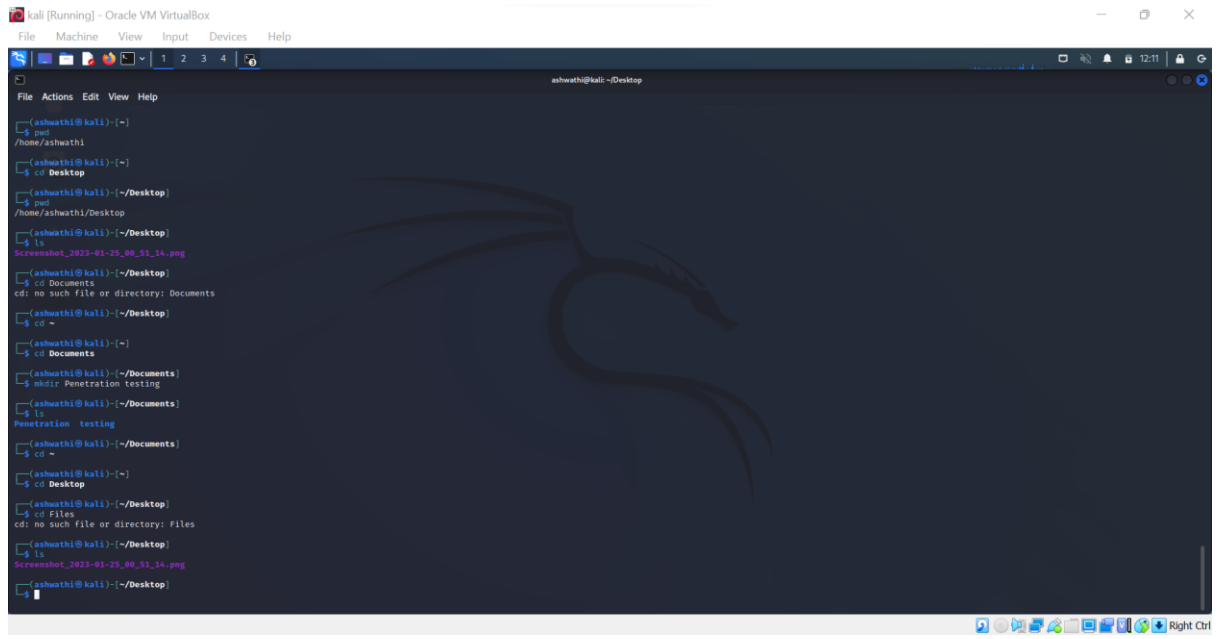 kali [Running] - Oracle VM VirtualBox
File Machine View Input Devices Help
1 2 3 4 12:11
ashwathi@kali: ~/Desktop
File Actions Edit View Help
(ashwathi㉿kali)-[~]
$ pwd
/home/ashwathi
(ashwathi㉿kali)-[~]
$ cd Desktop
(ashwathi㉿kali)-[~/Desktop]
$ pwd
/home/ashwathi/Desktop
(ashwathi㉿kali)-[~/Desktop]
$ ls
Screenshot_2023-01-25_00_51_14.png
(ashwathi㉿kali)-[~/Desktop]
$ cd Documents
cd: no such file or directory: Documents
(ashwathi㉿kali)-[~/Desktop]
$ cd ~
(ashwathi㉿kali)-[~]
$ cd Documents
(ashwathi㉿kali)-[~/Documents]
$ mkdir Penetration testing
(ashwathi㉿kali)-[~/Documents]
$ ls
Penetration testing
(ashwathi㉿kali)-[~/Documents]
$ cd ~
(ashwathi㉿kali)-[~]
$ cd Desktop
(ashwathi㉿kali)-[~/Desktop]
$ cd Files
cd: no such file or directory: Files
(ashwathi㉿kali)-[~/Desktop]
$ ls
Screenshot_2023-01-25_00_51_14.png
(ashwathi㉿kali)-[~/Desktop]
$
Right Ctrl